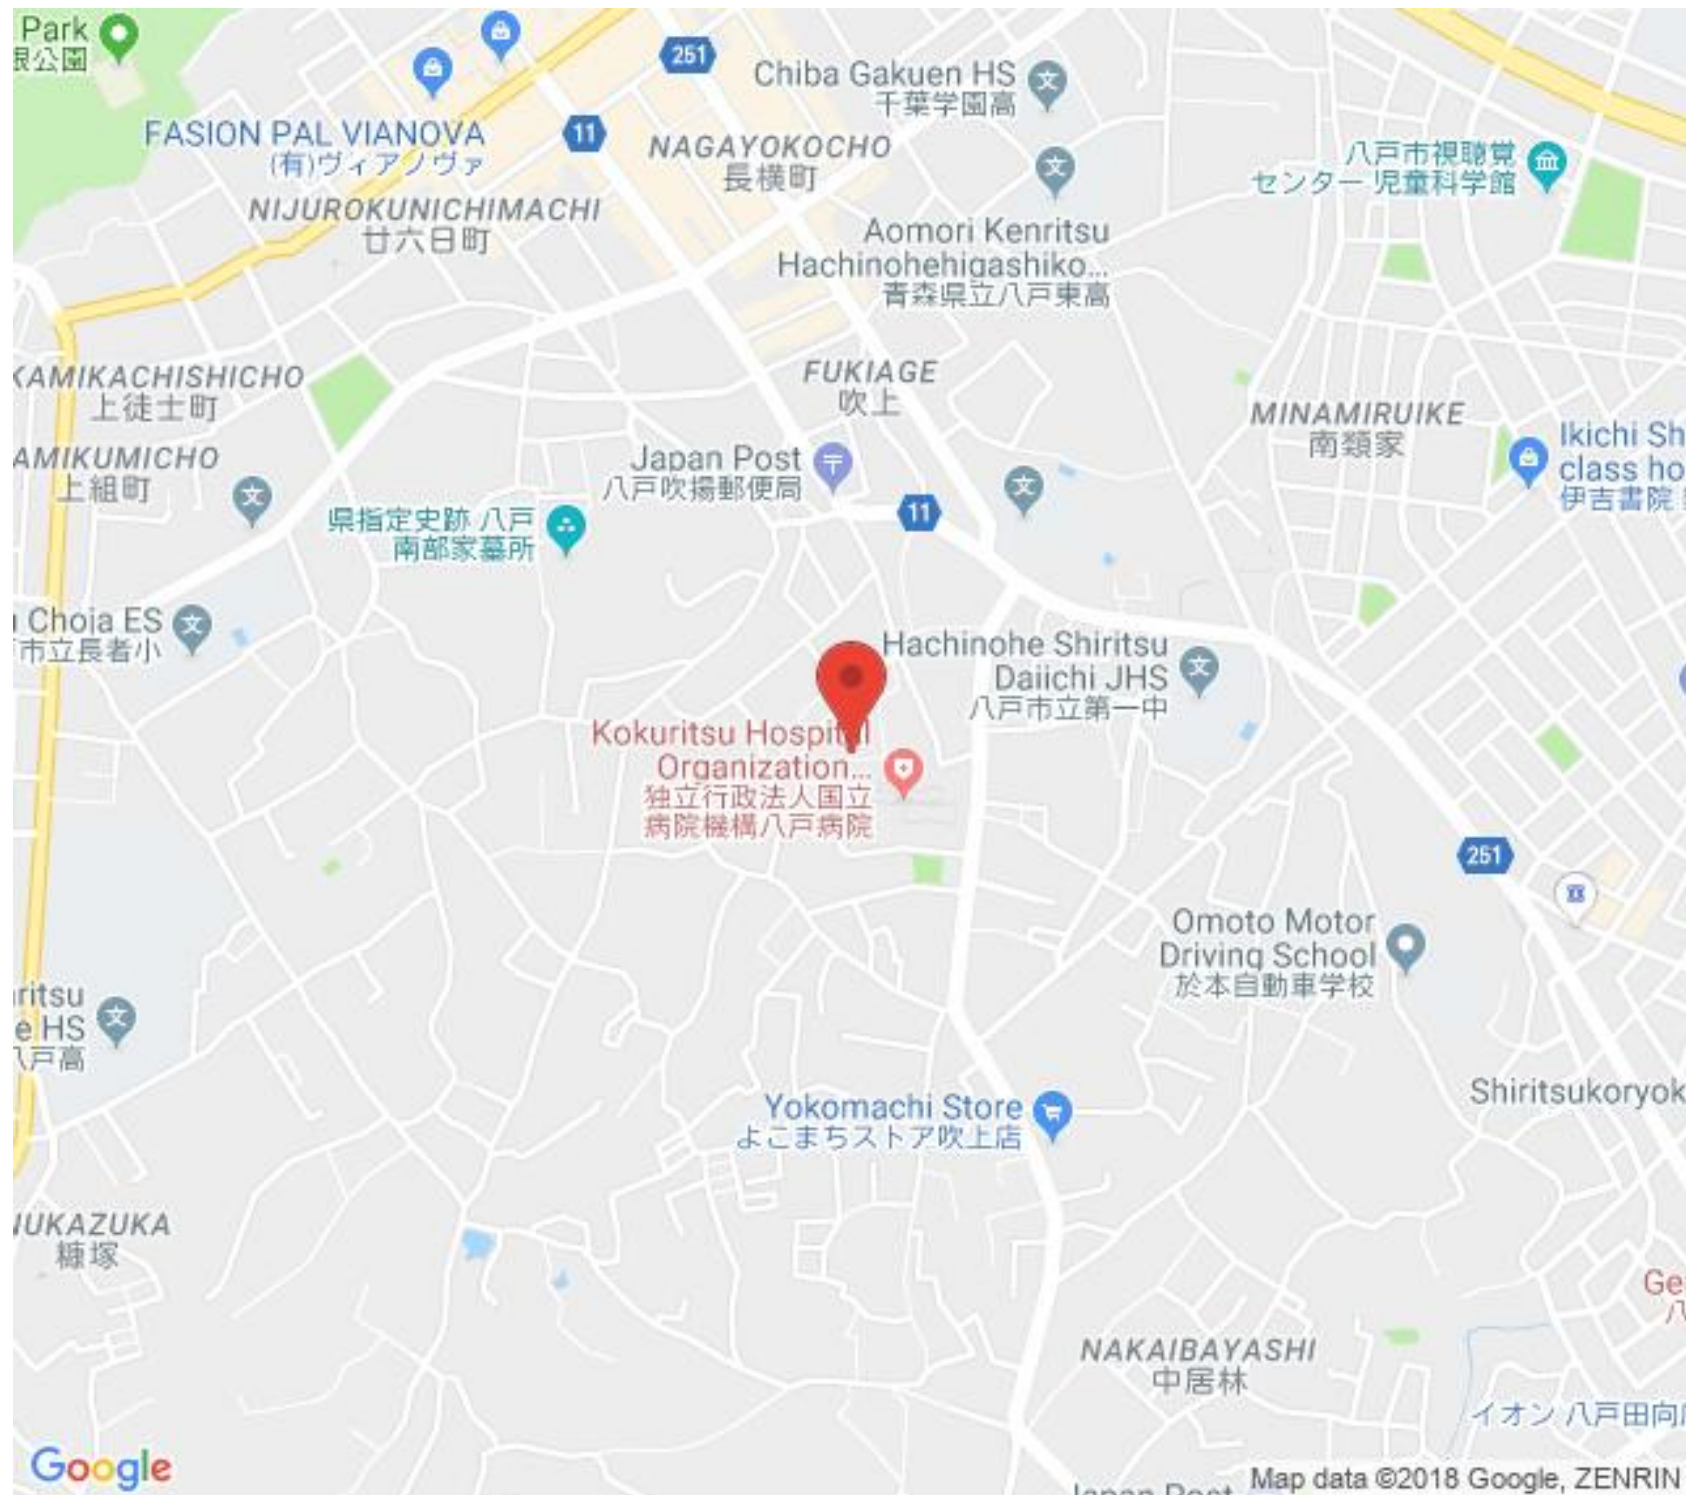 Park
根公園
251
Chiba Gakuen HS
千葉学園高
FASION PAL VIANOVA
(有)ヴィアノヴァ
11
NAGAYOKOCHO
長横町
八戸市視聴覚
センター 児童科学館
NIJUROKUNICHIMACHI
廿六日町
Aomori Kenritsu
Hachinohehigashiko...
青森県立八戸東高
KAMIKACHISHICHO
上徒士町
FUKIAGE
吹上
MINAMIRUIKE
南類家
AMIKUMICHO
上組町
Japan Post
八戸吹揚郵便局
Ikichi Sh
class ho
伊吉書院
県指定史跡 八戸
南部家墓所
11
Choja ES
市立長者小
Hachinohe Shiritsu
Daiichi JHS
八戸市立第一中
Kokuritsu Hospital
Organization...
独立行政法人国立
病院機構八戸病院
251
Omoto Motor
Driving School
於本自動車学校
ritsu
e HS
八戸高
Shiritsukoryok
Yokomachi Store
よこまちストア吹上店
NUKAZUKA
糠塚
Ge
八
NAKAIBAYASHI
中居林
イオン 八戸田向
Google
Japan Post
Map data ©2018 Google, ZENRIN